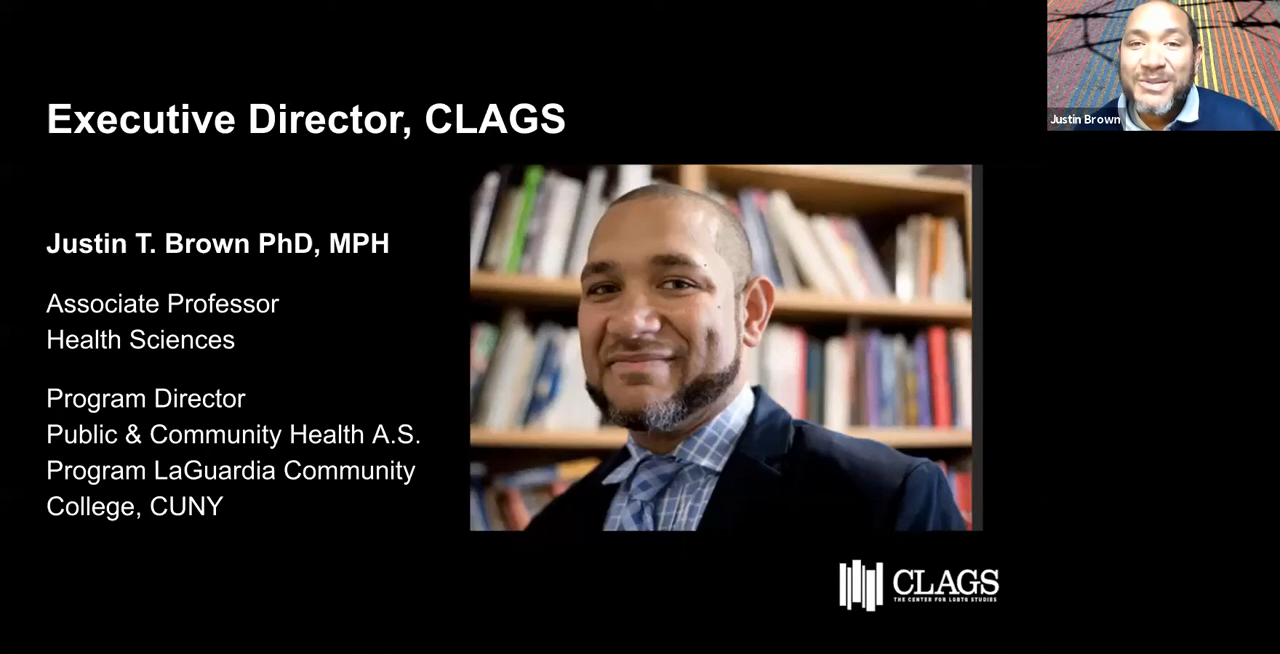 Executive Director, CLAGS
Justin Brown
Justin T. Brown PhD, MPH
Associate Professor
Health Sciences
Program Director
Public & Community Health A.S.
Program LaGuardia Community
College, CUNY
CLAGS
THE CENTER FOR LGBTQ STUDIES